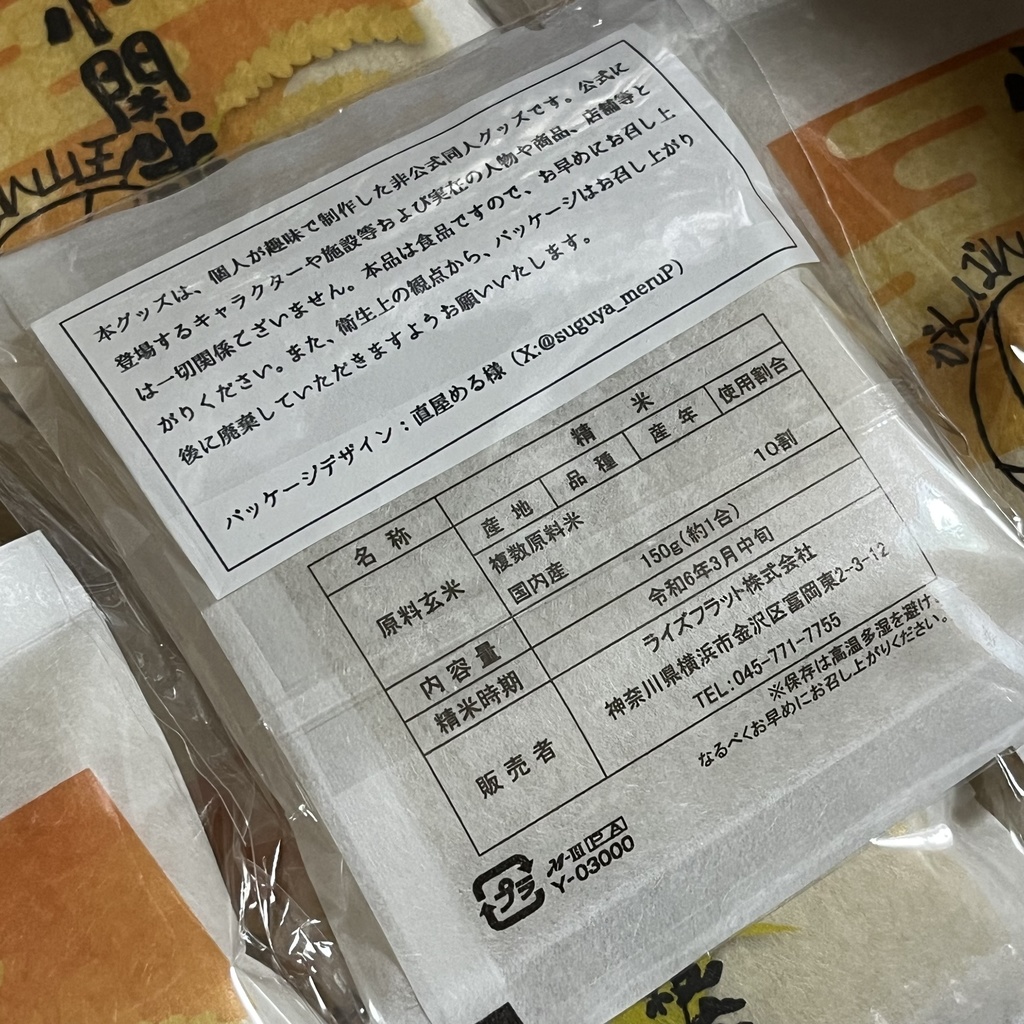 本グッズは、個人が趣味で制作した非公式同人グッズです。公式に
登場するキャラクターや施設等および実在の人物や商品、店舗等と
は一切関係ございません。本品は食品ですので、お早めにお召し上
がりください。また、衛生上の観点から、パッケージはお召し上がり
後に廃棄していただきますようお願いいたします。
パッケージデザイン：直屋める様（X:@suguya_meruP）
名称 精米
原料玄米 産地 品種 産年 使用割合
複数原料米
国内産 10割
内容量 150g(約1合)
精米時期 令和6年3月中旬
販売者 ライズフラット株式会社
神奈川県横浜市金沢区富岡東2-3-12
TEL:045-771-7755
※保存は高温多湿を避け、
なるべくお早めにお召し上がりください。
プラ
PA
Y-03000